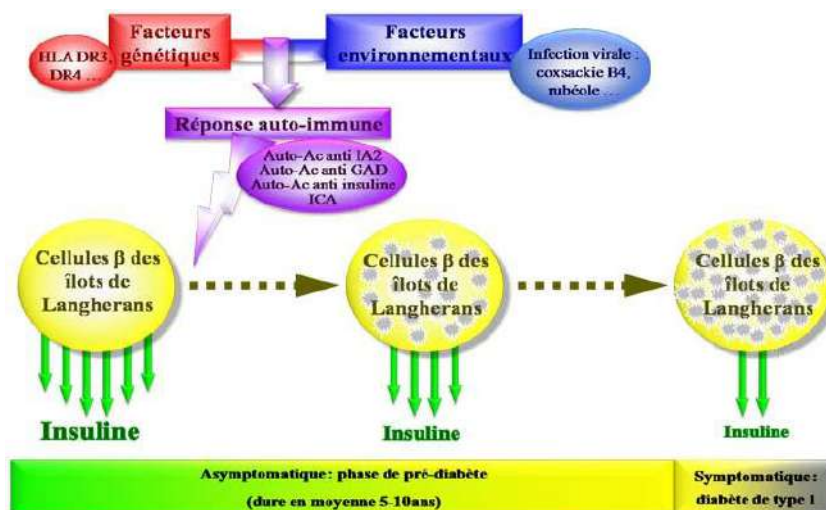 Facteurs
génétiques
Facteurs
environnementaux
HLA DR3,
DR4 ...
Infection virale :
coxsackie B4,
rubéole ...
Réponse auto-immune
Auto-Ac anti IA2
Auto-Ac anti GAD
Auto-Ac anti insuline
ICA
Cellules β des
îlots de
Langherans
Cellules β des
îlots de
Langherans
Cellules β des
îlots de
Langherans
Insuline
Insuline
Insuline
Asymptomatique: phase de pré-diabète
(dure en moyenne 5-10ans)
Symptomatique:
diabète de type 1